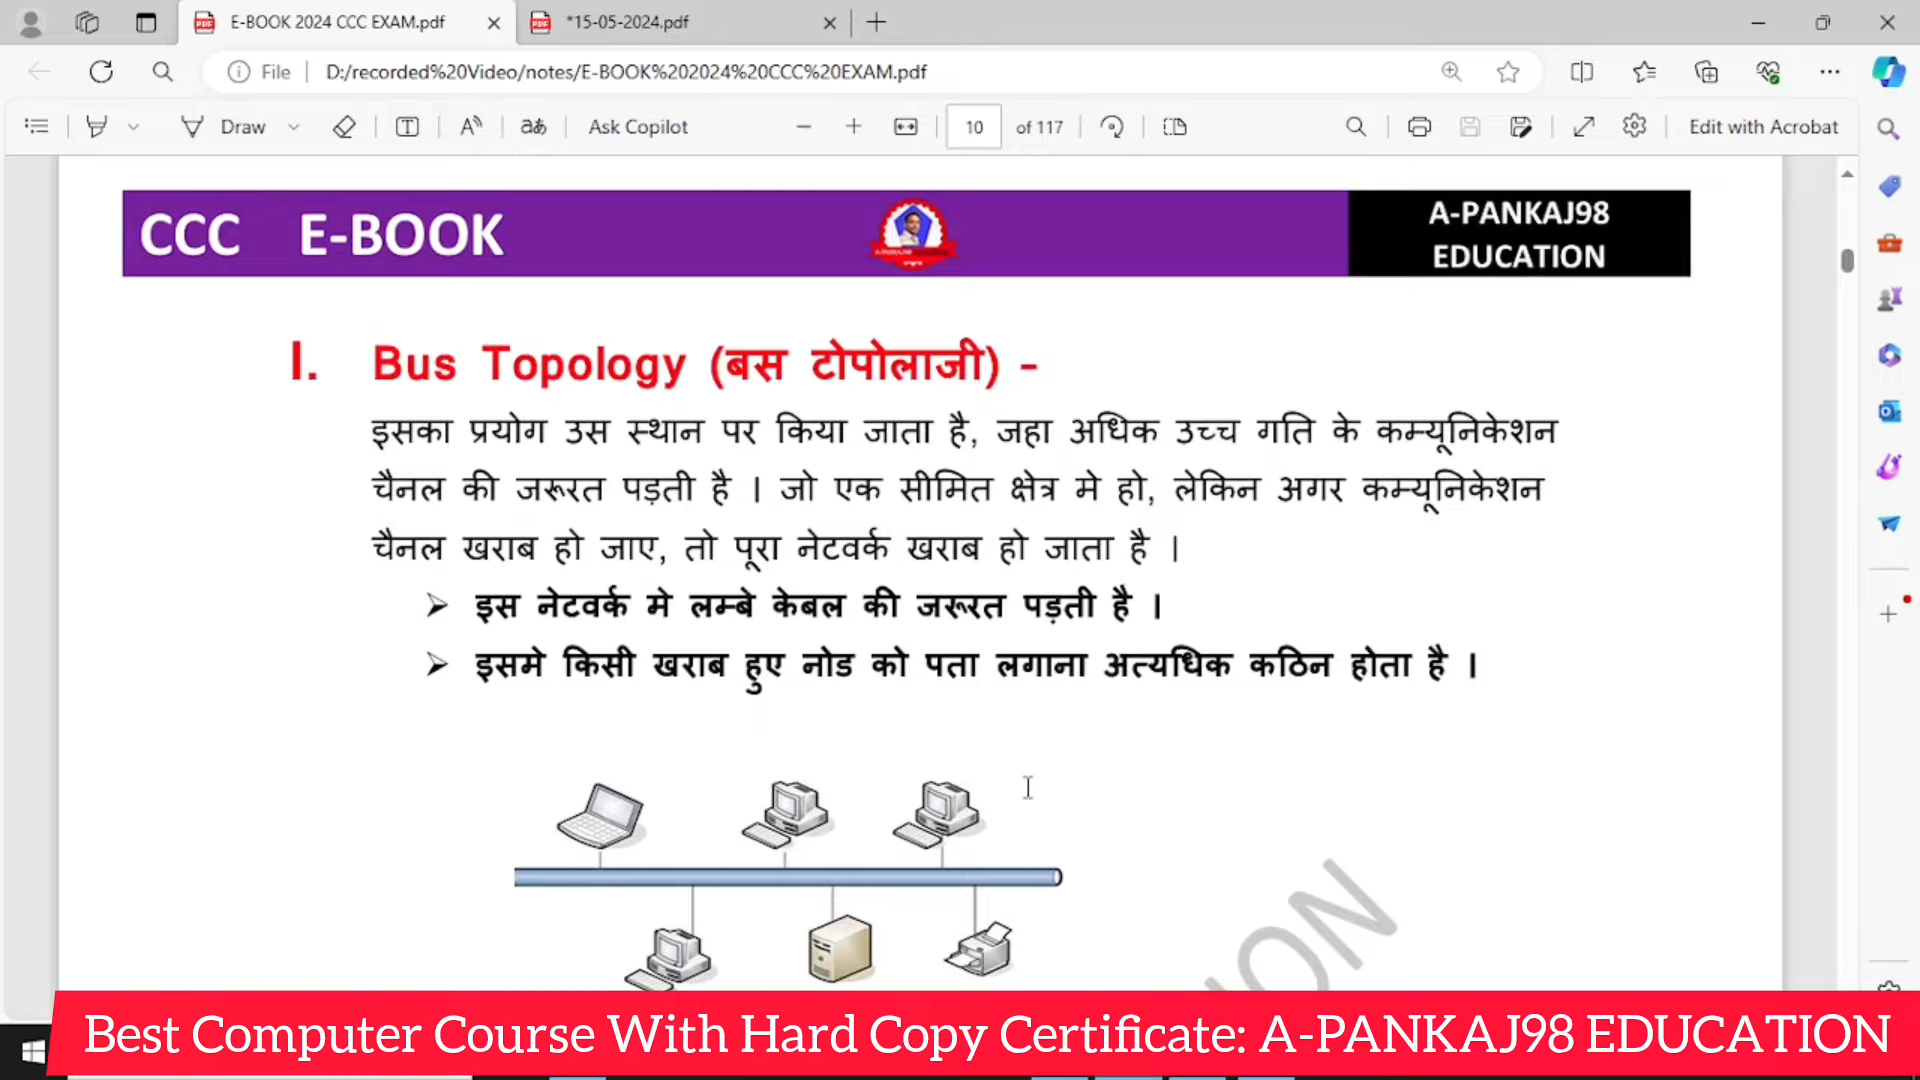 E-BOOK 2024 CCC EXAM.pdf
*15-05-2024.pdf
File
D:/recorded%20Video/notes/E-BOOK%202024%20CCC%20EXAM.pdf
Draw
Ask Copilot
10 of 117
Edit with Acrobat
CCC E-BOOK
A-PANKAJ98
EDUCATION
I. Bus Topology (बस टोपोलाजी) -
इसका प्रयोग उस स्थान पर किया जाता है, जहा अधिक उच्च गति के कम्यूनिकेशन
चैनल की जरूरत पड़ती है । जो एक सीमित क्षेत्र मे हो, लेकिन अगर कम्यूनिकेशन
चैनल खराब हो जाए, तो पूरा नेटवर्क खराब हो जाता है ।
➢ इस नेटवर्क मे लम्बे केबल की जरूरत पड़ती है ।
➢ इसमे किसी खराब हुए नोड को पता लगाना अत्यधिक कठिन होता है ।
ION
Best Computer Course With Hard Copy Certificate: A-PANKAJ98 EDUCATION